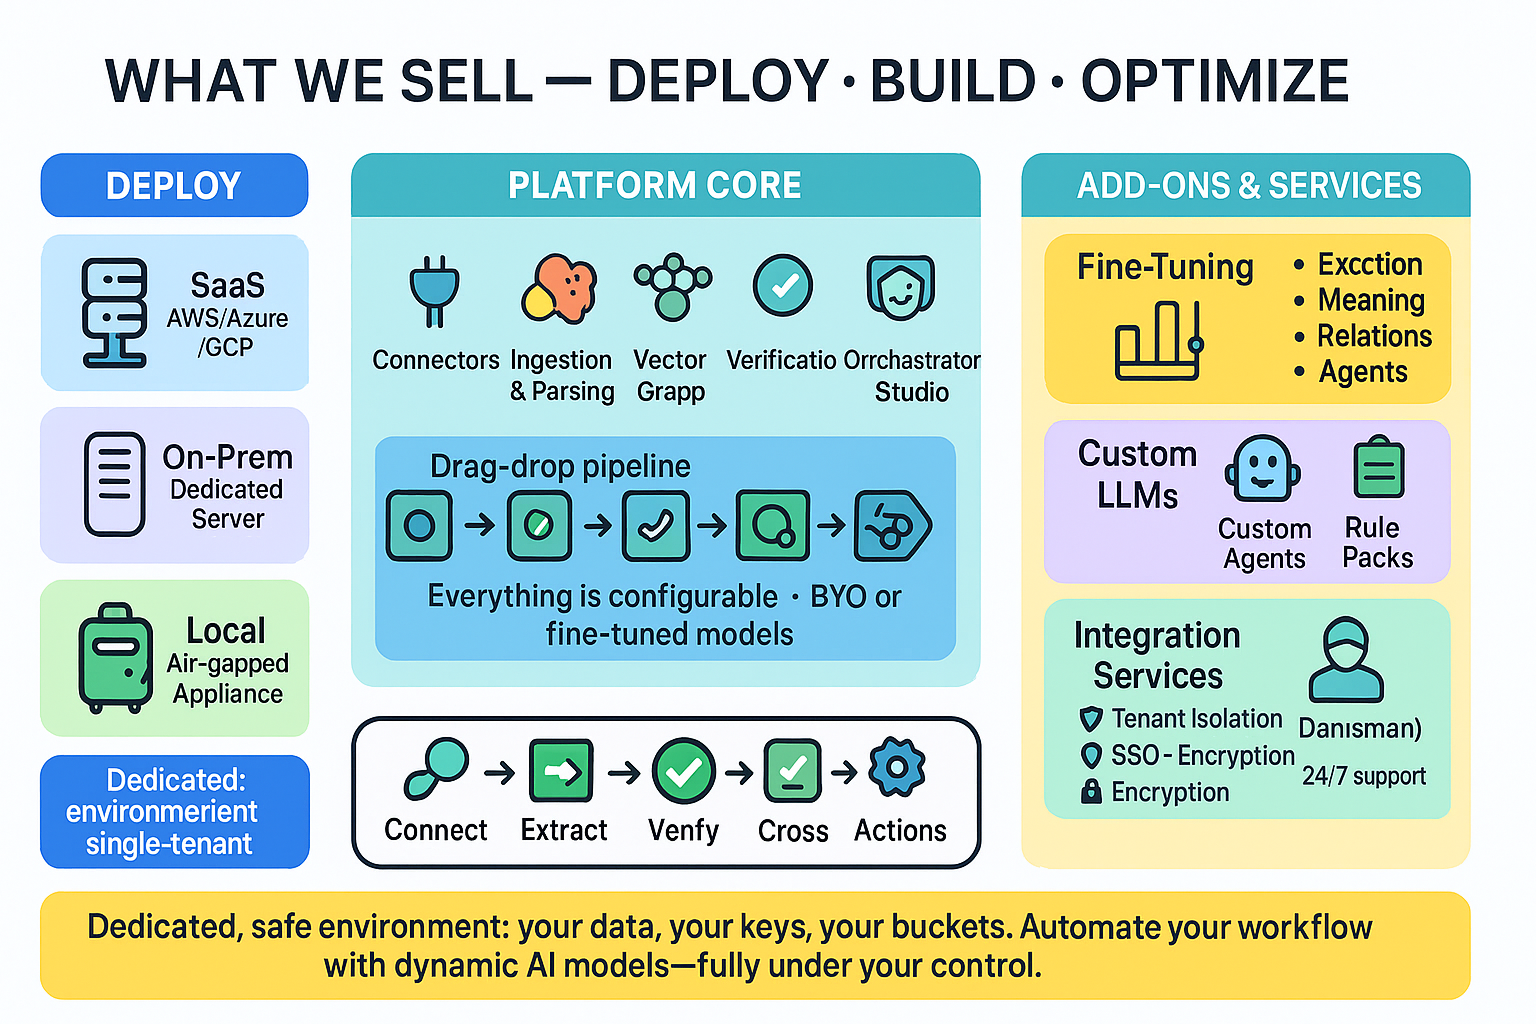 WHAT WE SELL — DEPLOY · BUILD · OPTIMIZE
DEPLOY
SaaS
AWS/Azure
/GCP
On-Prem
Dedicated
Server
Local
Air-gapped
Appliance
Dedicated:
environmerient
single-tenant
PLATFORM CORE
Connectors
Ingestion
& Parsing
Vector
Grapp
Verificatio
Orrchastrator
Studio
Drag-drop pipeline
Everything is configurable · BYO or
fine-tuned models
Connect
Extract
Venfy
Cross
Actions
ADD-ONS & SERVICES
Fine-Tuning
• Excction
• Meaning
• Relations
• Agents
Custom
LLMs
Custom
Agents
Rule
Packs
Integration
Services
Tenant Isolation
SSO - Encryption
Encryption
Danısman)
24/7 support
Dedicated, safe environment: your data, your keys, your buckets. Automate your workflow
with dynamic AI models—fully under your control.